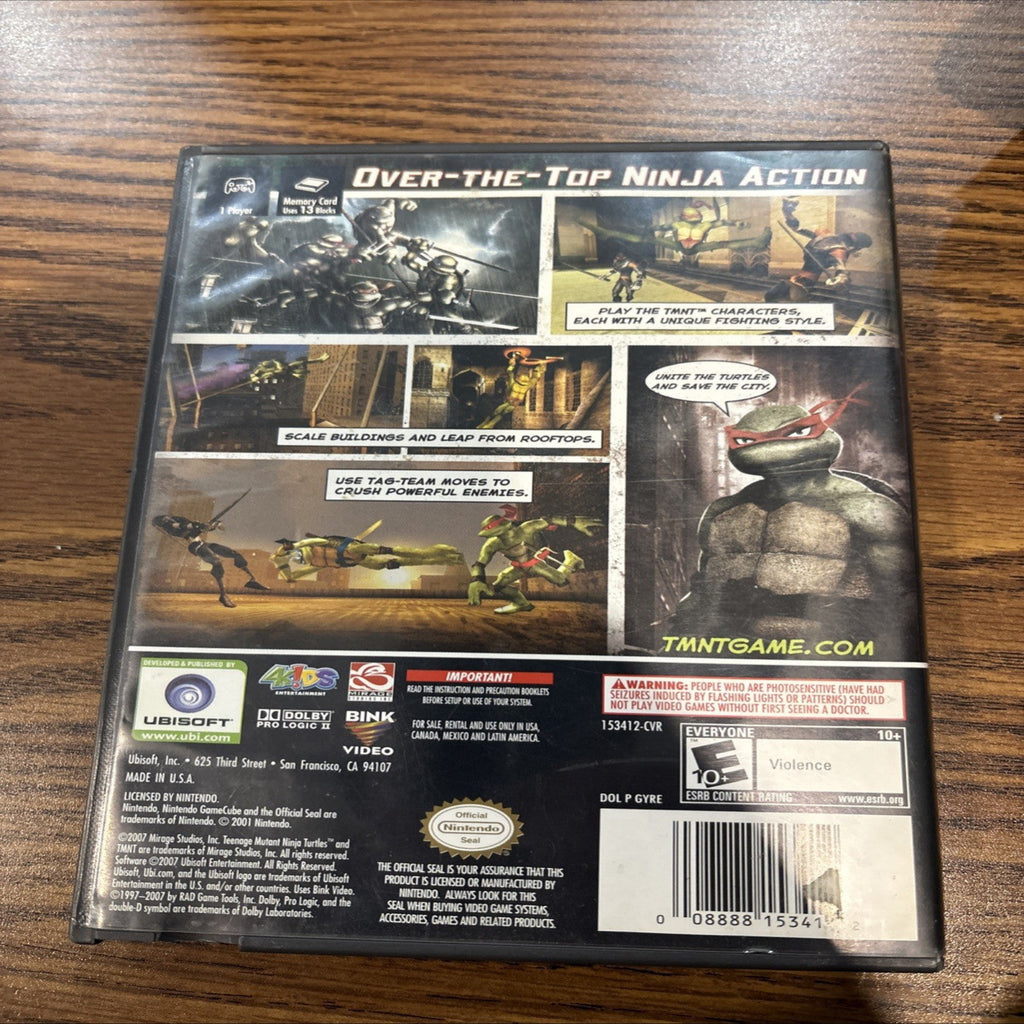 OVER-THE-TOP NINJA ACTION
1 Player
Memory Card
Uses 13 Blocks
PLAY THE TMNT™ CHARACTERS,
EACH WITH A UNIQUE FIGHTING STYLE.
SCALE BUILDINGS AND LEAP FROM ROOFTOPS.
UNITE THE TURTLES
AND SAVE THE CITY.
USE TAG-TEAM MOVES TO
CRUSH POWERFUL ENEMIES.
TMNTGAME.COM
DEVELOPED & PUBLISHED BY
UBISOFT™
www.ubi.com
4KiDS
ENTERTAINMENT
MIRAGE
STUDIOS INC
DOLBY
PRO LOGIC II
BINK
VIDEO
IMPORTANT!
READ THE INSTRUCTION AND PRECAUTION BOOKLETS
BEFORE SETUP OR USE OF YOUR SYSTEM.
FOR SALE, RENTAL AND USE ONLY IN USA,
CANADA, MEXICO AND LATIN AMERICA.
WARNING: PEOPLE WHO ARE PHOTOSENSITIVE (HAVE HAD
SEIZURES INDUCED BY FLASHING LIGHTS OR PATTERNS) SHOULD
NOT PLAY VIDEO GAMES WITHOUT FIRST SEEING A DOCTOR.
153412-CVR
EVERYONE 10+
E
10+
Violence
ESRB CONTENT RATING www.esrb.org
DOL P GYRE
Ubisoft, Inc. • 625 Third Street • San Francisco, CA 94107
MADE IN U.S.A.
LICENSED BY NINTENDO.
Nintendo, Nintendo GameCube and the Official Seal are
trademarks of Nintendo. © 2001 Nintendo.
©2007 Mirage Studios, Inc. Teenage Mutant Ninja Turtles™ and
TMNT are trademarks of Mirage Studios, Inc. All rights reserved.
Software ©2007 Ubisoft Entertainment. All Rights Reserved.
Ubisoft, Ubi.com, and the Ubisoft logo are trademarks of Ubisoft
Entertainment in the U.S. and/or other countries. Uses Bink Video.
©1997–2007 by RAD Game Tools, Inc. Dolby, Pro Logic, and the
double-D symbol are trademarks of Dolby Laboratories.
Official
Nintendo
Seal
THE OFFICIAL SEAL IS YOUR ASSURANCE THAT THIS
PRODUCT IS LICENSED OR MANUFACTURED BY
NINTENDO. ALWAYS LOOK FOR THIS
SEAL WHEN BUYING VIDEO GAME SYSTEMS,
ACCESSORIES, GAMES AND RELATED PRODUCTS.
0 08888 15341 2